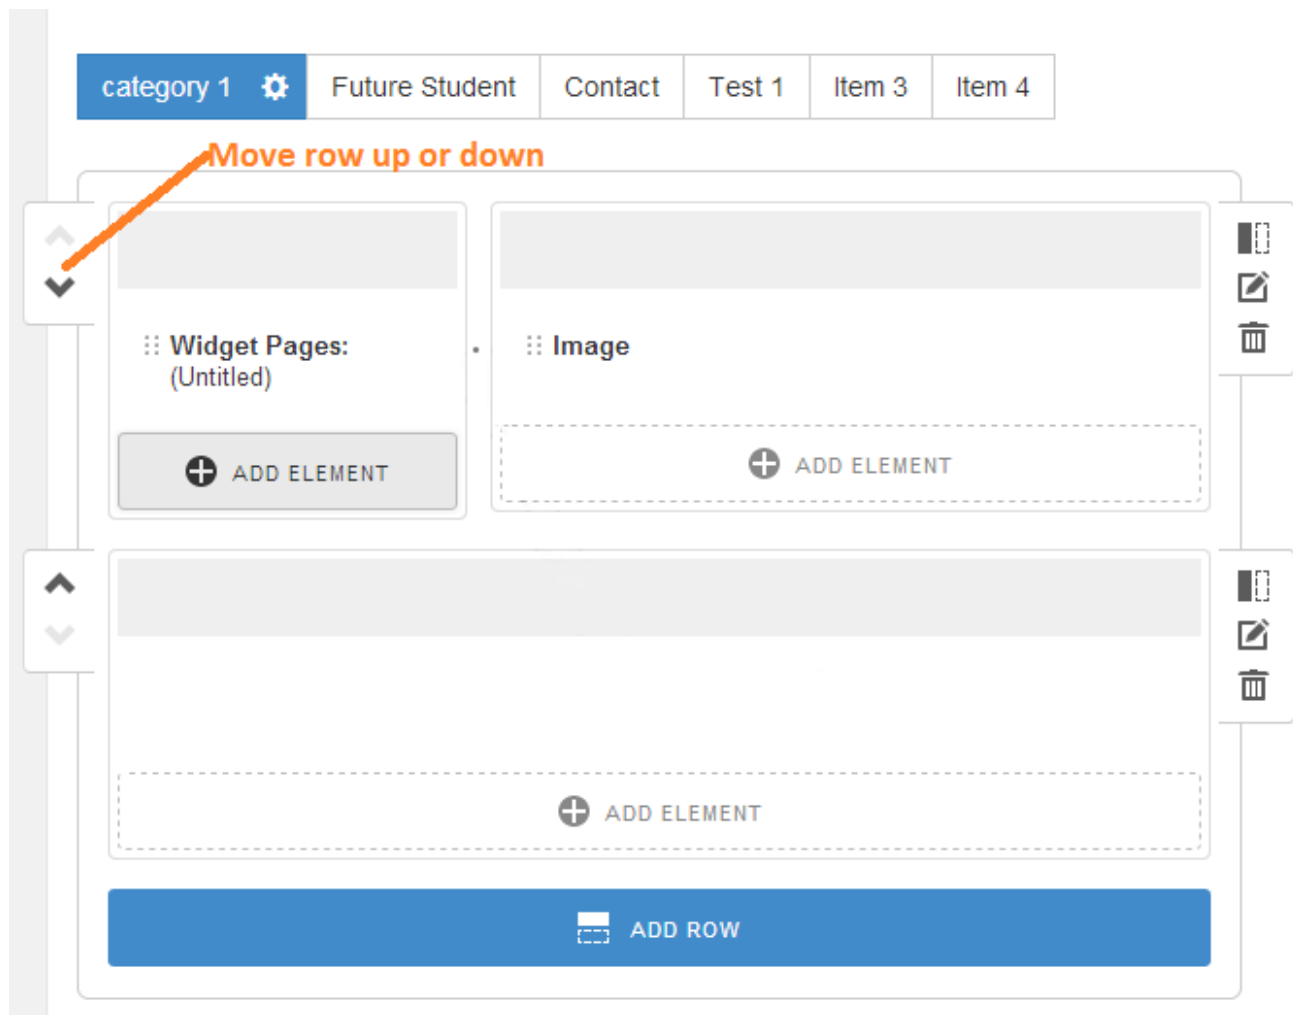 category 1 Future Student Contact Test 1 Item 3 Item 4
Move row up or down
Widget Pages: Image
(Untitled)
ADD ELEMENT ADD ELEMENT
ADD ELEMENT
ADD ROW